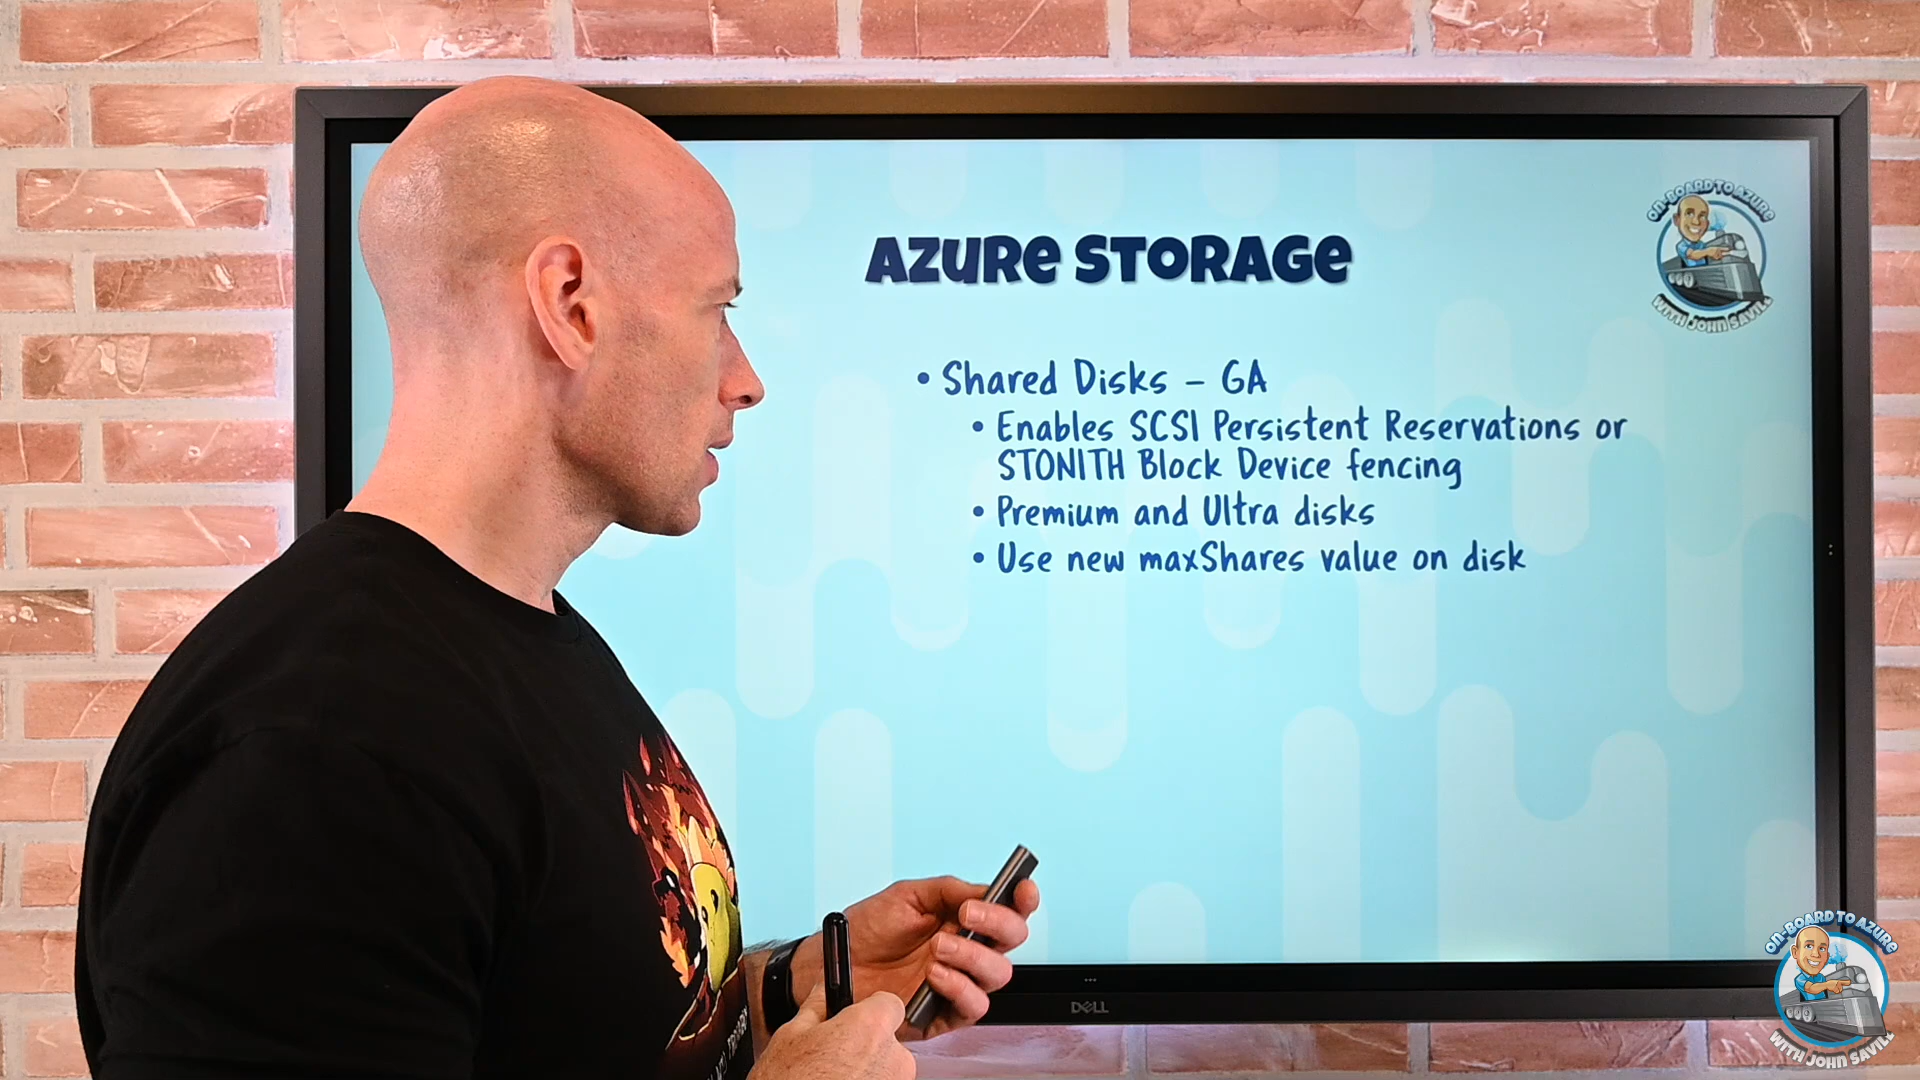 ON-BOARD TO AZURE
WITH JOHN SAVILL
AZURE STORAGE
• Shared Disks – GA
• Enables SCSI Persistent Reservations or
STONITH Block Device fencing
• Premium and Ultra disks
• Use new maxShares value on disk
DELL
ON-BOARD TO AZURE
WITH JOHN SAVILL